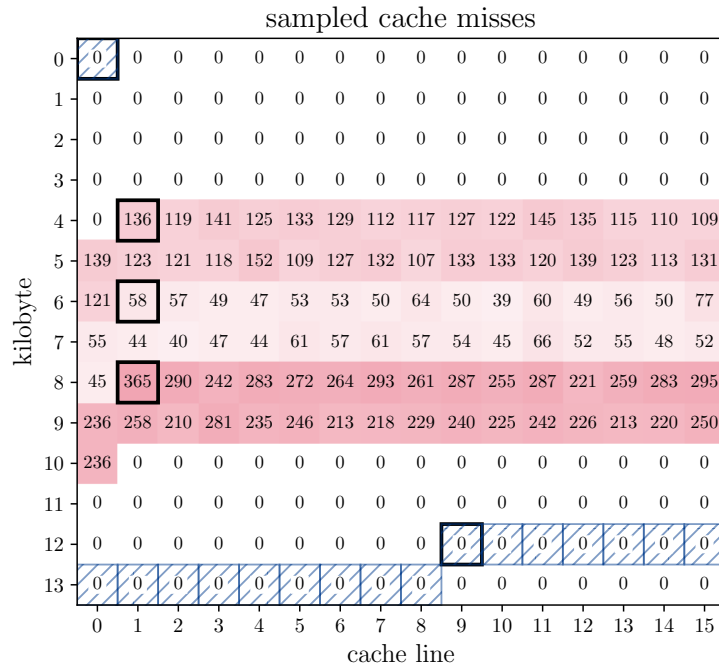 sampled cache misses
0 0 0 0 0 0 0 0 0 0 0 0 0 0 0 0 0
1 0 0 0 0 0 0 0 0 0 0 0 0 0 0 0 0
2 0 0 0 0 0 0 0 0 0 0 0 0 0 0 0 0
3 0 0 0 0 0 0 0 0 0 0 0 0 0 0 0 0
4 0 136 119 141 125 133 129 112 117 127 122 145 135 115 110 109
5 139 123 121 118 152 109 127 132 107 133 133 120 139 123 113 131
6 121 58 57 49 47 53 53 50 64 50 39 60 49 56 50 77
7 55 44 40 47 44 61 57 61 57 54 45 66 52 55 48 52
8 45 365 290 242 283 272 264 293 261 287 255 287 221 259 283 295
9 236 258 210 281 235 246 213 218 229 240 225 242 226 213 220 250
10 236 0 0 0 0 0 0 0 0 0 0 0 0 0 0 0
11 0 0 0 0 0 0 0 0 0 0 0 0 0 0 0 0
12 0 0 0 0 0 0 0 0 0 0 0 0 0 0 0 0
13 0 0 0 0 0 0 0 0 0 0 0 0 0 0 0 0
0 1 2 3 4 5 6 7 8 9 10 11 12 13 14 15
cache line
kilobyte